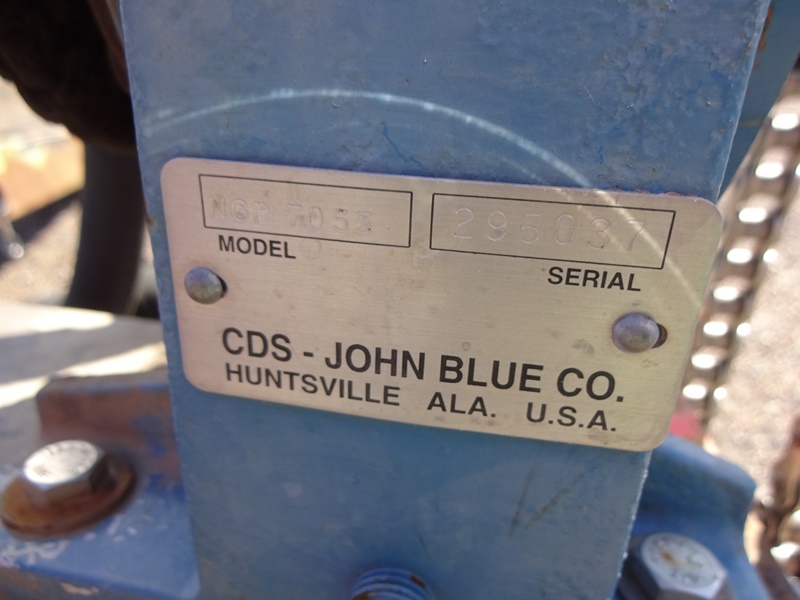 NGP 7055 295037
MODEL SERIAL
CDS - JOHN BLUE CO.
HUNTSVILLE ALA. U.S.A.